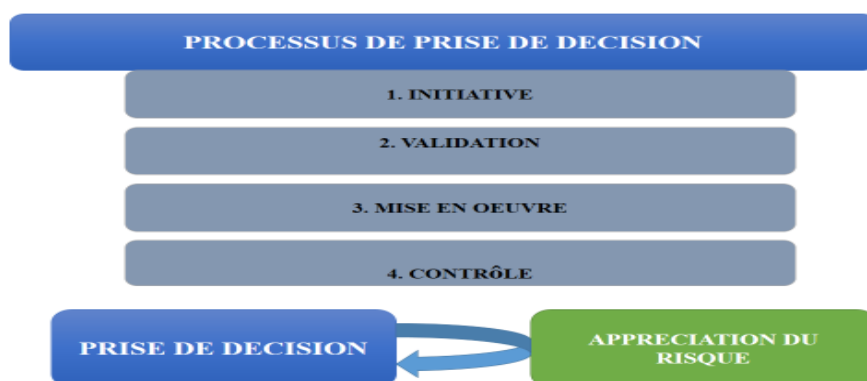 PROCESSUS DE PRISE DE DECISION
1. INITIATIVE
2. VALIDATION
3. MISE EN OEUVRE
4. CONTRÔLE
PRISE DE DECISION
APPRECIATION DU
RISQUE